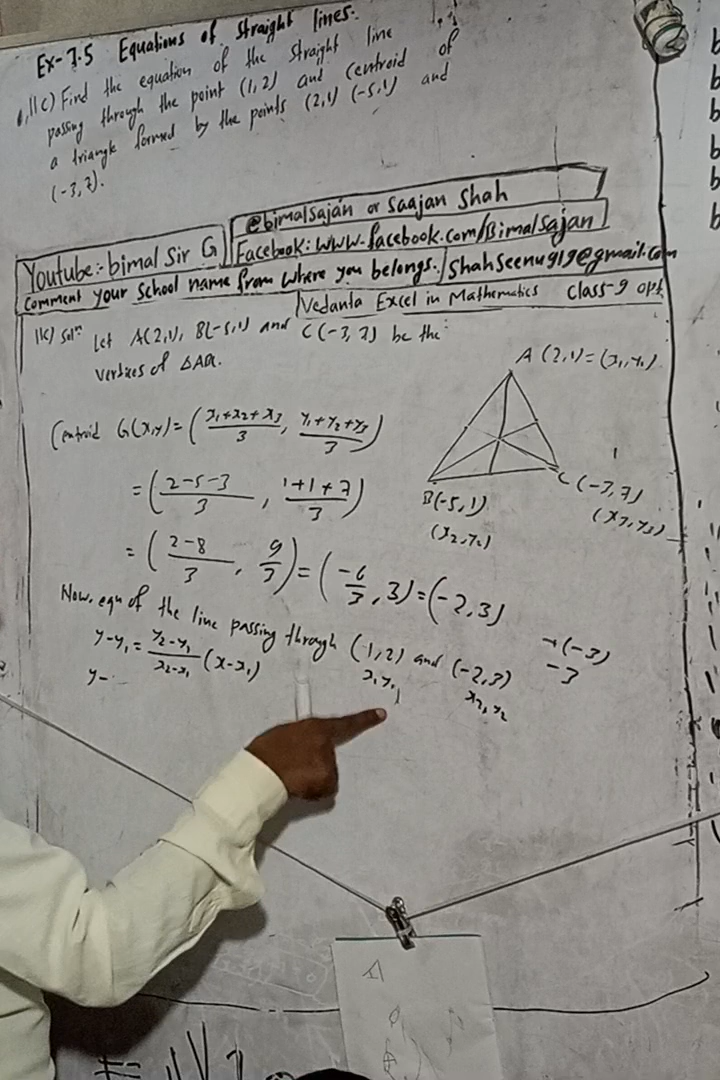 Ex-7.5 Equations of straight lines.
Q.11(c) Find the equation of the straight line
passing through the point (1,2) and centroid of
a triangle formed by the points (2,1) (-5,1) and
(-3,7).
@bimalsajan or Saajan Shah
Youtube:- bimal Sir G
Facebook: www.facebook.com/Bimalsajan
Comment your school name from where you belongs.
shahseenu919@gmail.com
Vedanta Excel in Mathematics Class-9 opt
11c) Solⁿ Let A(2,1), B(-5,1) and C(-3,7) be the
vertices of
A (2,1)=(x₁,y₁)
Centroid G(x,y)=(x₁+x₂+x₃/3, y₁+y₂+y₃/3)
=(2-5-3/3, 1+1+7/3)
B(-5,1)
(x₂,y₂)
C(-3,7)
(x₃,y₃)
=(2-8/3, 9/3)=(-6/3,3)=(-2,3)
Now, eqn of the line passing through (1,2) and (-2,3)
x₁y₁
x₂,y₂
+(-3)
-3
y-y₁=y₂-y₁/x₂-x₁(x-x₁)
y-